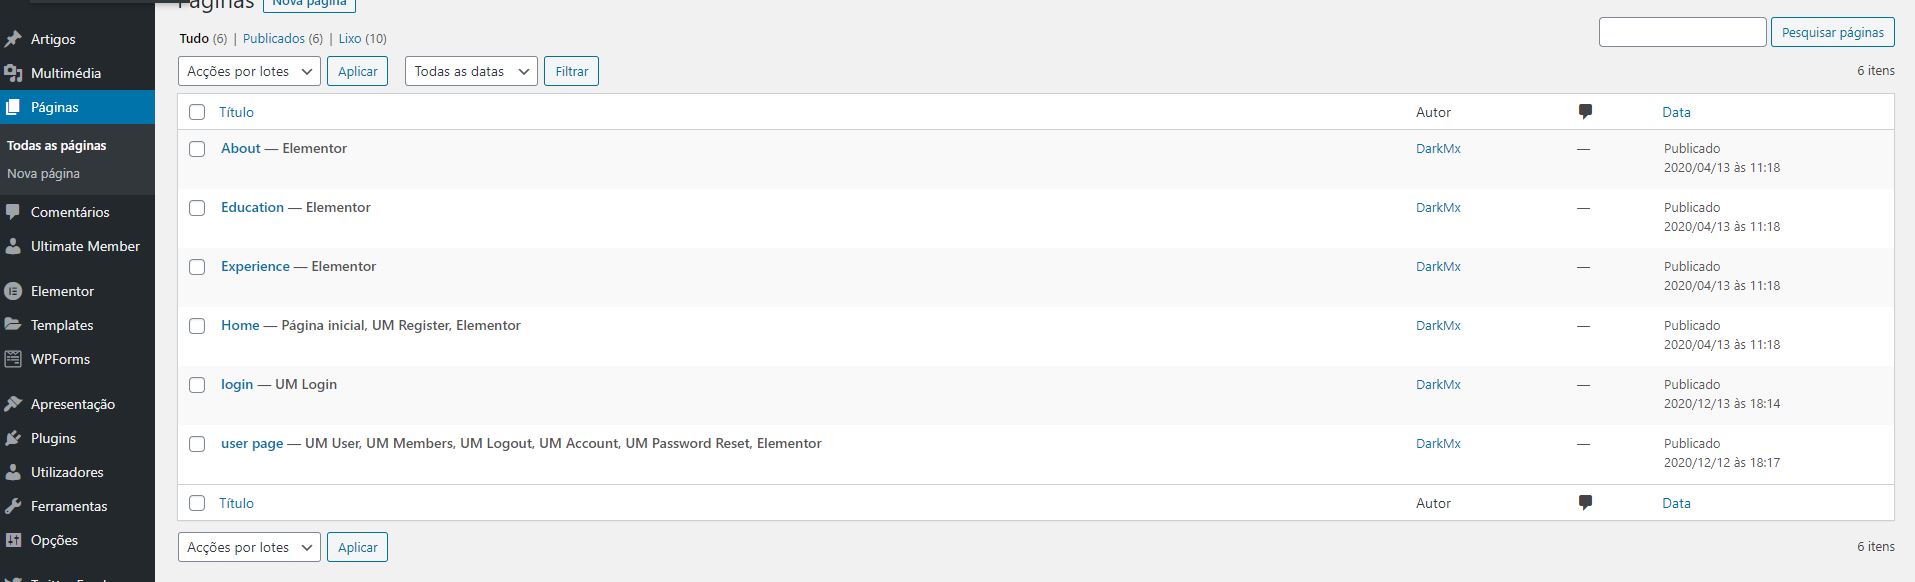 Páginas Nova página
Artigos
Multimédia
Páginas
Todas as páginas
Nova página
Comentários
Ultimate Member
Elementor
Templates
WPForms
Apresentação
Plugins
Utilizadores
Ferramentas
Opções
Tudo (6) | Publicados (6) | Lixo (10)
Pesquisar páginas
Acções por lotes Aplicar Todas as datas Filtrar
6 itens
Título Autor Data
About — Elementor DarkMx — Publicado
2020/04/13 às 11:18
Education — Elementor DarkMx — Publicado
2020/04/13 às 11:18
Experience — Elementor DarkMx — Publicado
2020/04/13 às 11:18
Home — Página inicial, UM Register, Elementor DarkMx — Publicado
2020/04/13 às 11:18
login — UM Login DarkMx — Publicado
2020/12/13 às 18:14
user page — UM User, UM Members, UM Logout, UM Account, UM Password Reset, Elementor DarkMx — Publicado
2020/12/12 às 18:17
Título Autor Data
Acções por lotes Aplicar
6 itens